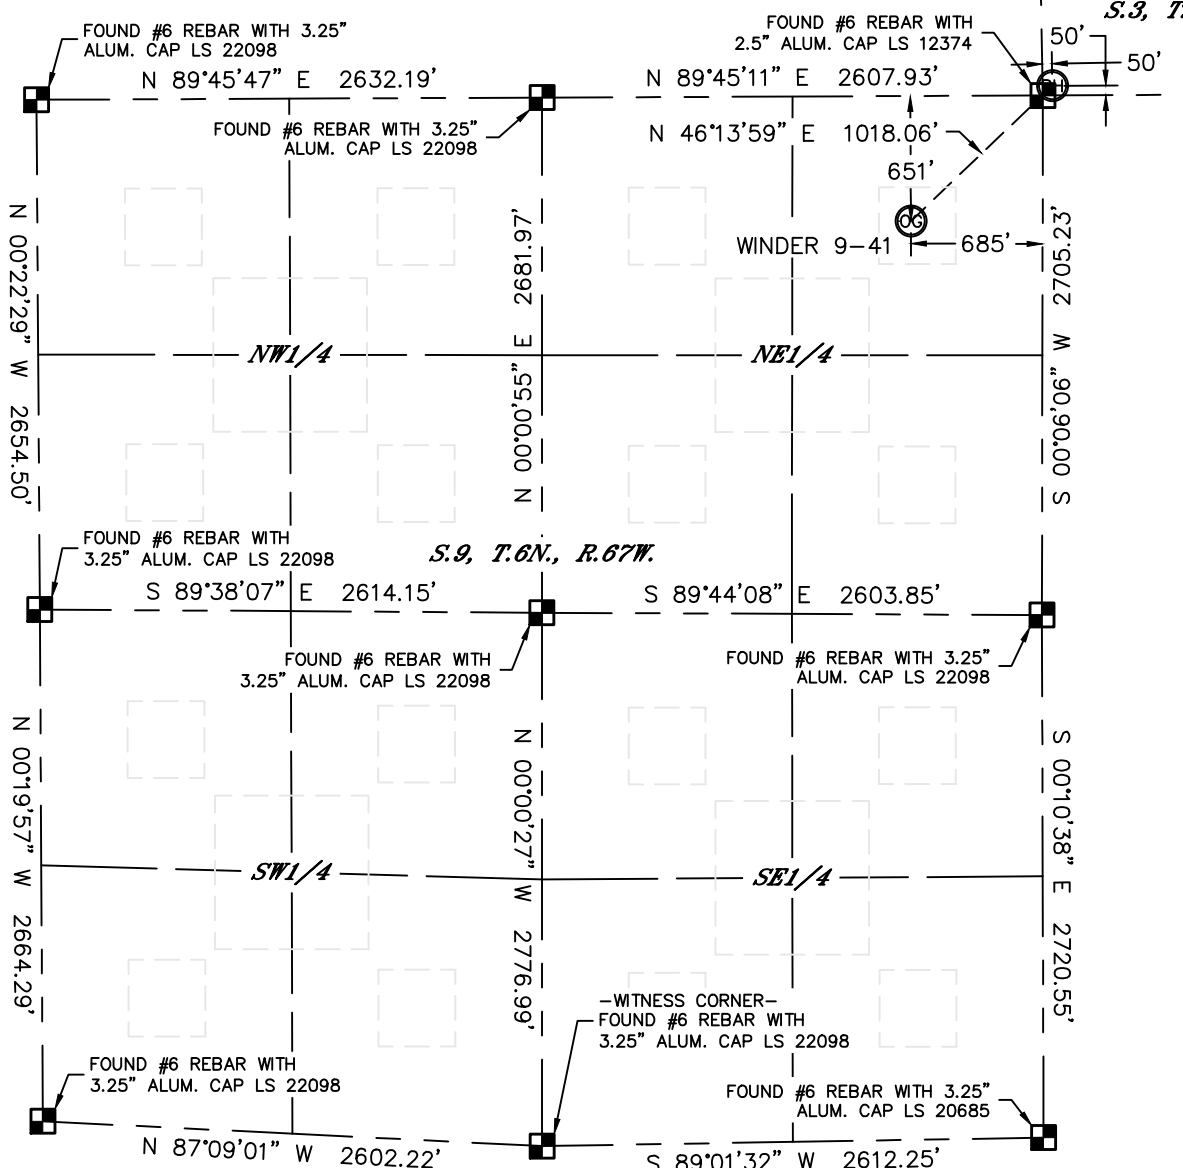 S.3, T.
FOUND #6 REBAR WITH 3.25"
ALUM. CAP LS 22098
FOUND #6 REBAR WITH
2.5" ALUM. CAP LS 12374
50'
50'
N 89°45'47" E 2632.19'
N 89°45'11" E 2607.93'
FOUND #6 REBAR WITH 3.25"
ALUM. CAP LS 22098
N 46°13'59" E 1018.06'
651'
OG
WINDER 9-41
685'
N 00°22'29" W 2654.50'
N 00°00'55" E 2681.97'
S 00°06'06" W 2705.23'
NW1/4
NE1/4
FOUND #6 REBAR WITH
3.25" ALUM. CAP LS 22098
S.9, T.6N., R.67W.
S 89°38'07" E 2614.15'
S 89°44'08" E 2603.85'
FOUND #6 REBAR WITH
3.25" ALUM. CAP LS 22098
FOUND #6 REBAR WITH 3.25"
ALUM. CAP LS 22098
N 00°19'57" W 2664.29'
N 00°00'27" W 2776.99'
S 00°10'38" E 2720.55'
SW1/4
SE1/4
-WITNESS CORNER-
FOUND #6 REBAR WITH
3.25" ALUM. CAP LS 22098
FOUND #6 REBAR WITH
3.25" ALUM. CAP LS 22098
FOUND #6 REBAR WITH 3.25"
ALUM. CAP LS 20685
N 87°09'01" W 2602.22'
S 89°01'32" W 2612.25'